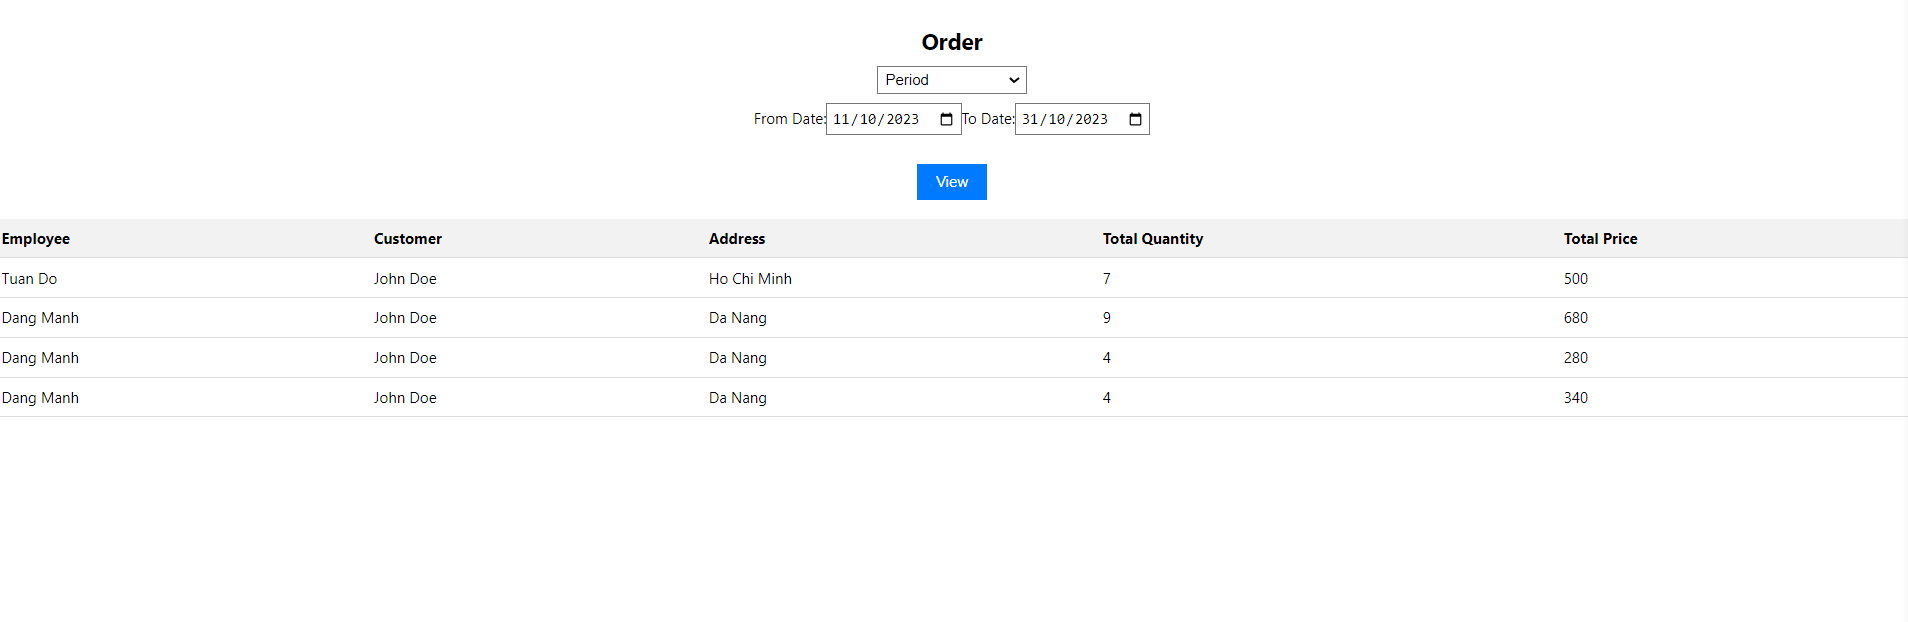 Order
Period
From Date: 11/10/2023 To Date: 31/10/2023
View
Employee Customer Address Total Quantity Total Price
Tuan Do John Doe Ho Chi Minh 7 500
Dang Manh John Doe Da Nang 9 680
Dang Manh John Doe Da Nang 4 280
Dang Manh John Doe Da Nang 4 340